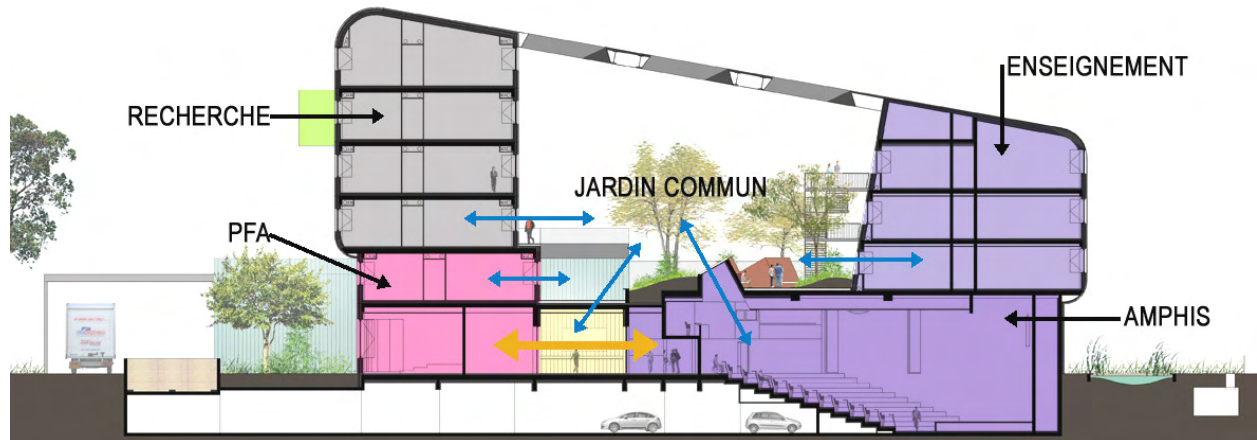 ENSEIGNEMENT
RECHERCHE
JARDIN COMMUN
PFA
AMPHIS